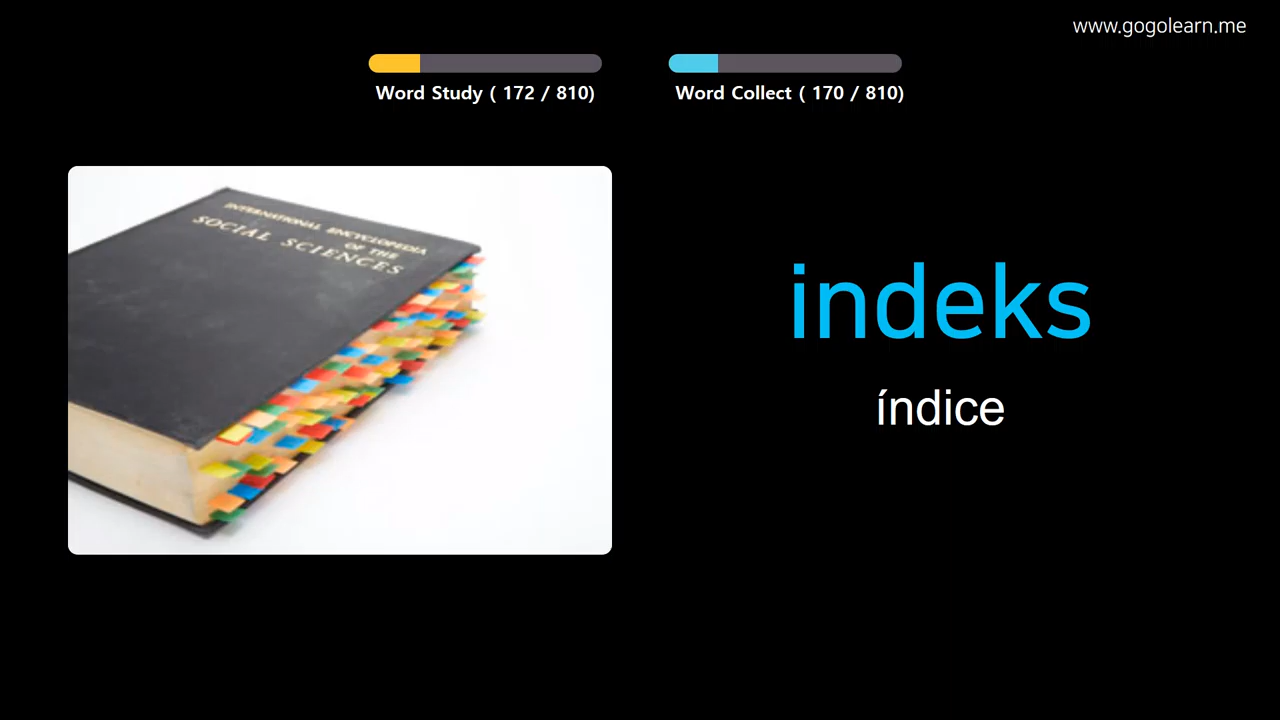 www.gogolearn.me
Word Study ( 172 / 810)
Word Collect ( 170 / 810)
INTERNATIONAL ENCYCLOPEDIA
OF THE
SOCIAL SCIENCES
indeks
índice